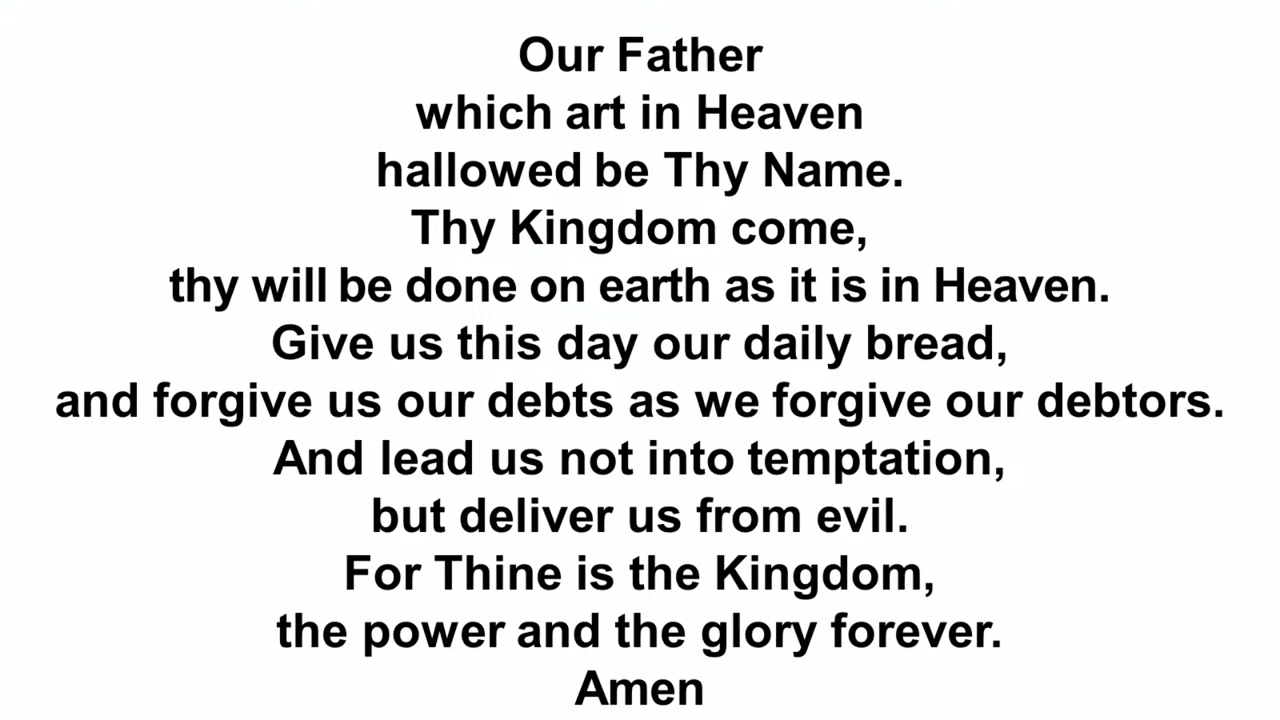 Our Father
which art in Heaven
hallowed be Thy Name.
Thy Kingdom come,
thy will be done on earth as it is in Heaven.
Give us this day our daily bread,
and forgive us our debts as we forgive our debtors.
And lead us not into temptation,
but deliver us from evil.
For Thine is the Kingdom,
the power and the glory forever.
Amen